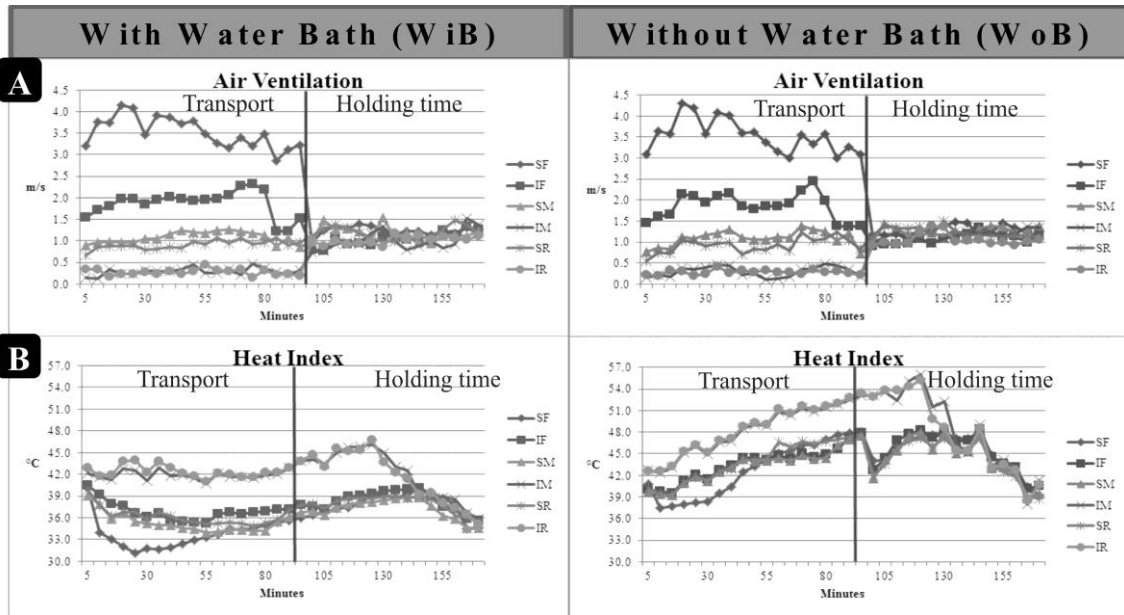 With Water Bath (WiB)
Without Water Bath (WoB)
A
Air Ventilation
Transport
Holding time
4.5
4.0
3.5
3.0
2.5
m/s
2.0
1.5
1.0
0.5
0.0
5
30
55
80
105
130
155
Minutes
SF
IF
SM
IM
SR
IR
Air Ventilation
Transport
Holding time
4.5
4.0
3.5
3.0
2.5
m/s
2.0
1.5
1.0
0.5
0.0
5
30
55
80
105
130
155
Minutes
SF
IF
SM
IM
SR
IR
B
Heat Index
Transport
Holding time
57.0
54.0
51.0
48.0
45.0
°C
42.0
39.0
36.0
33.0
30.0
5
30
55
80
105
130
155
Minutes
SF
IF
SM
IM
SR
IR
Heat Index
Transport
Holding time
57.0
54.0
51.0
48.0
45.0
°C
42.0
39.0
36.0
33.0
30.0
5
30
55
80
105
130
155
Minutes
SF
IF
SM
IM
SR
IR